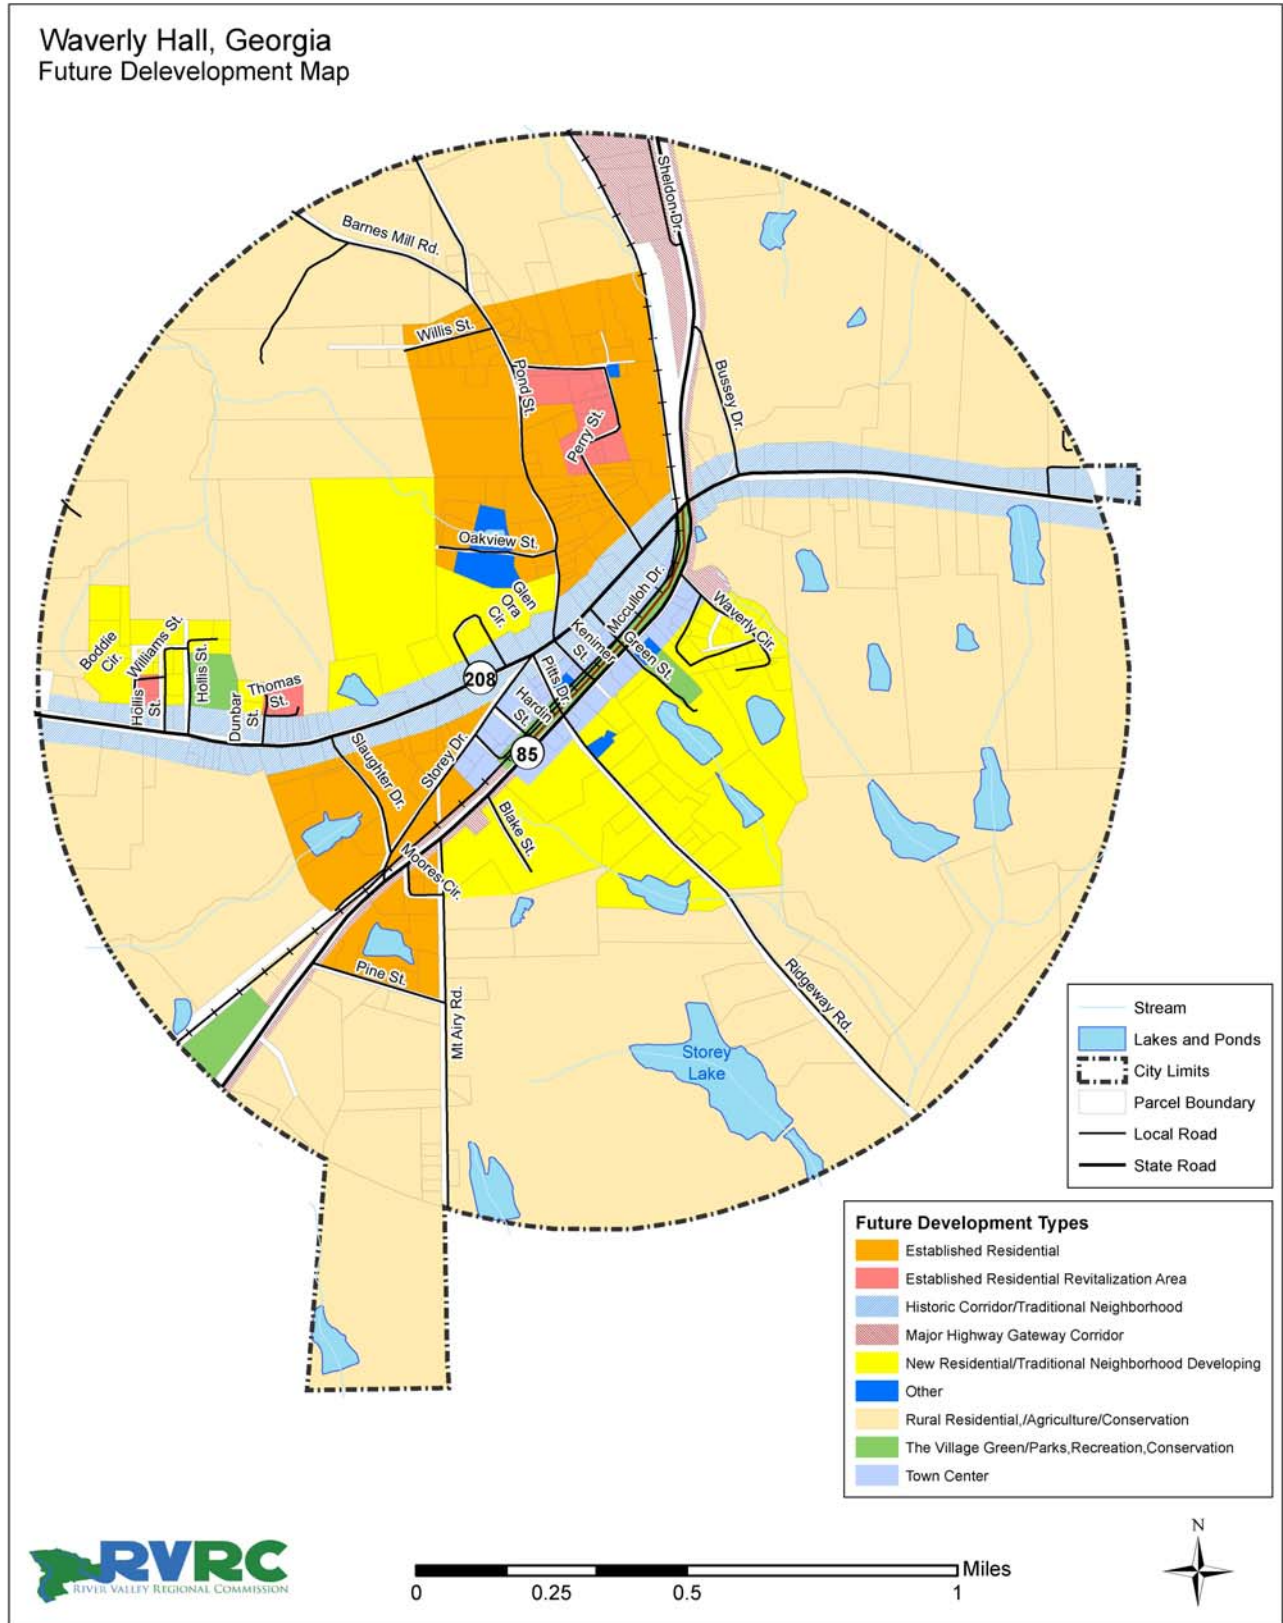 Waverly Hall, Georgia
Future Delevelopment Map
Sheldon Dr.
Barnes Mill Rd.
Willis St.
Pond St.
Bussey Dr.
Perry St.
Oakview St.
Glen
Ora
Cir.
Mcculloh Dr.
Waverly Cir.
Kenimer
St.
Green St.
Boddie
Cir.
Williams St.
Hollis St.
Hollis
St.
Dunbar
St.
Thomas
St.
208
Pitts Dr.
Hardin
St.
85
Slaughter Dr.
Storey Dr.
Blake St.
Moores Cir.
Pine St.
Mt Airy Rd.
Ridgeway Rd.
Storey
Lake
Stream
Lakes and Ponds
City Limits
Parcel Boundary
Local Road
State Road
Future Development Types
Established Residential
Established Residential Revitalization Area
Historic Corridor/Traditional Neighborhood
Major Highway Gateway Corridor
New Residential/Traditional Neighborhood Developing
Other
Rural Residential,/Agriculture/Conservation
The Village Green/Parks,Recreation,Conservation
Town Center
RVRC
RIVER VALLEY REGIONAL COMMISSION
Miles
0 0.25 0.5 1
N